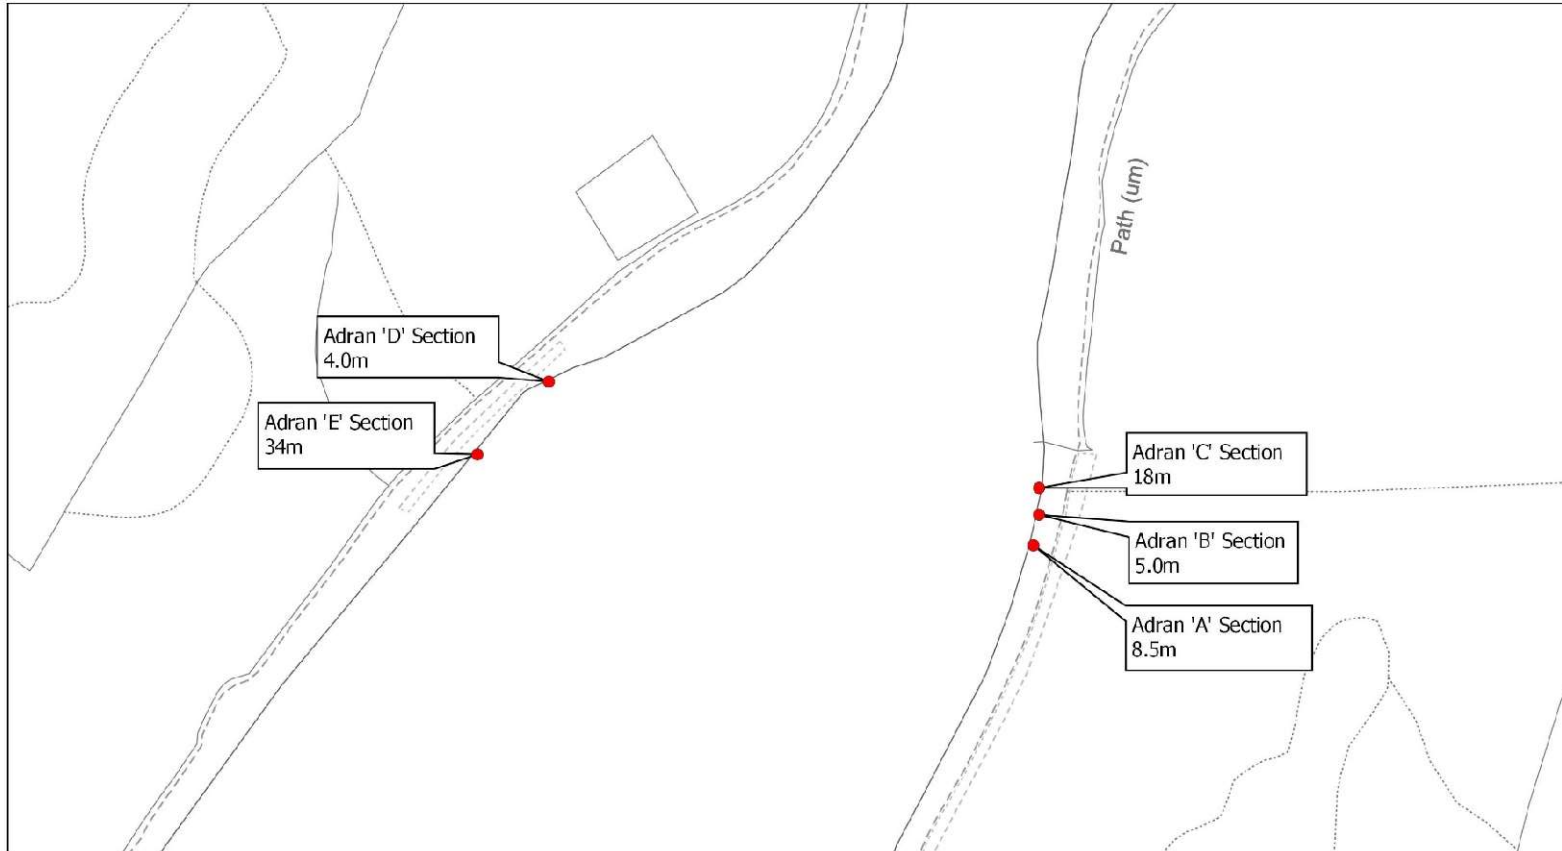 Path (um)
Adran 'D' Section
4.0m
Adran 'E' Section
34m
Adran 'C' Section
18m
Adran 'B' Section
5.0m
Adran 'A' Section
8.5m